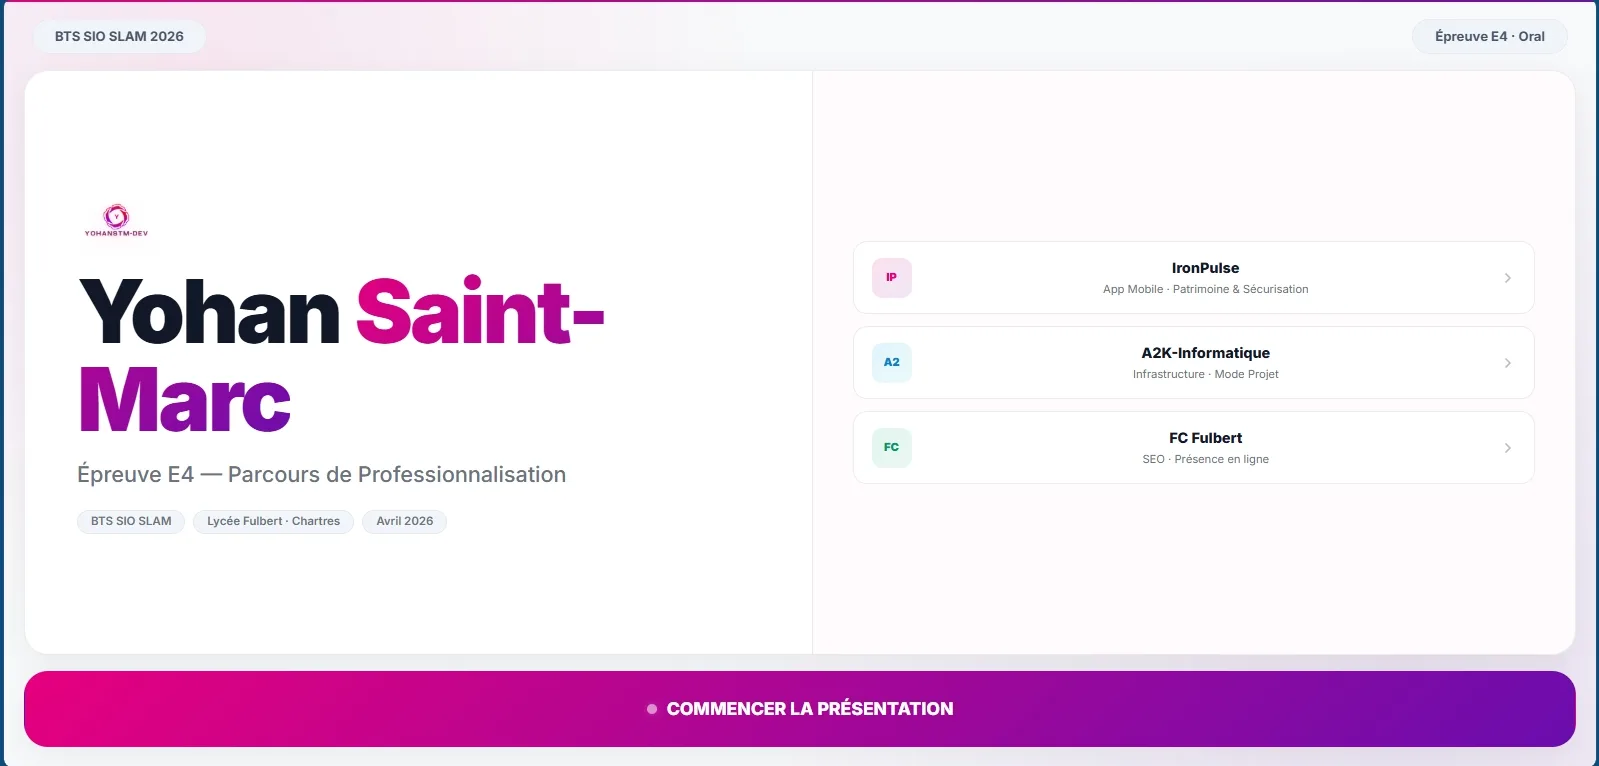 BTS SIO SLAM 2026
Épreuve E4 · Oral
Y
YOHANSTM-DEV
Yohan Saint-
Marc
Épreuve E4 — Parcours de Professionnalisation
BTS SIO SLAM
Lycée Fulbert · Chartres
Avril 2026
IP
IronPulse
App Mobile · Patrimoine & Sécurisation
A2
A2K-Informatique
Infrastructure · Mode Projet
FC
FC Fulbert
SEO · Présence en ligne
COMMENCER LA PRÉSENTATION